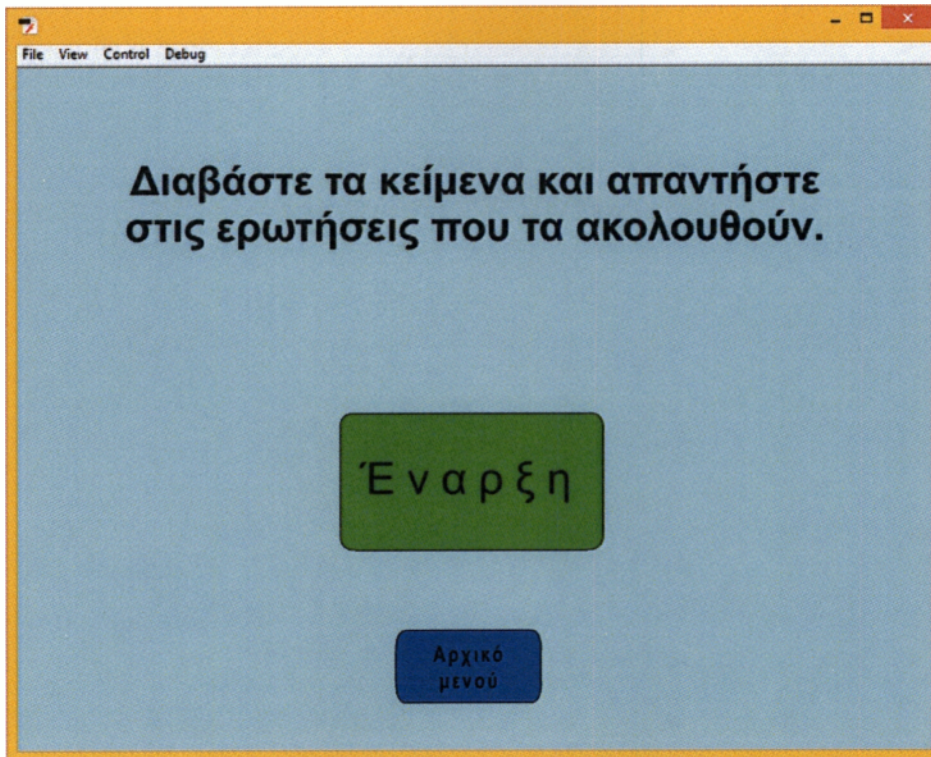 File View Control Debug
Διαβάστε τα κείμενα και απαντήστε
στις ερωτήσεις που τα ακολουθούν.
Έναρξη
Αρχικό
μενού